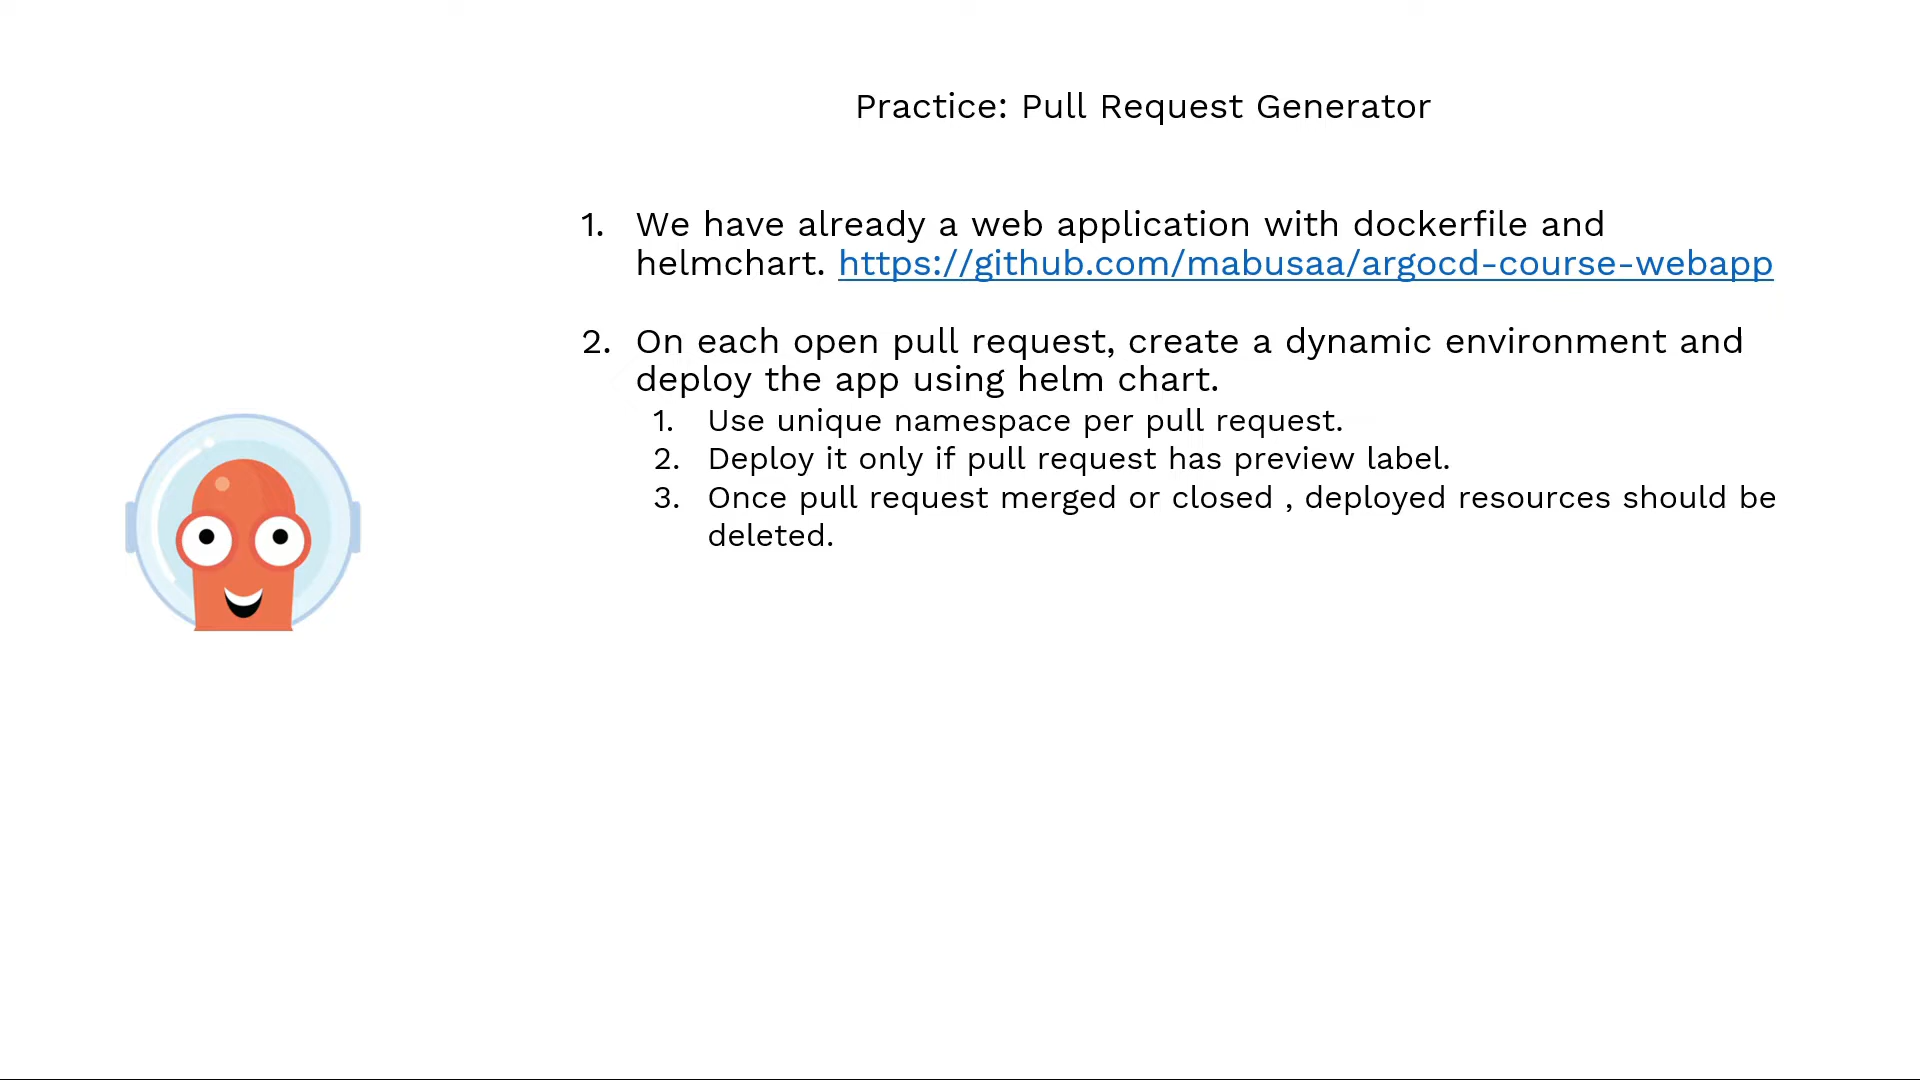 Practice: Pull Request Generator
1. We have already a web application with dockerfile and
helmchart. https://github.com/mabusaa/argocd-course-webapp
2. On each open pull request, create a dynamic environment and
deploy the app using helm chart.
1. Use unique namespace per pull request.
2. Deploy it only if pull request has preview label.
3. Once pull request merged or closed , deployed resources should be
deleted.